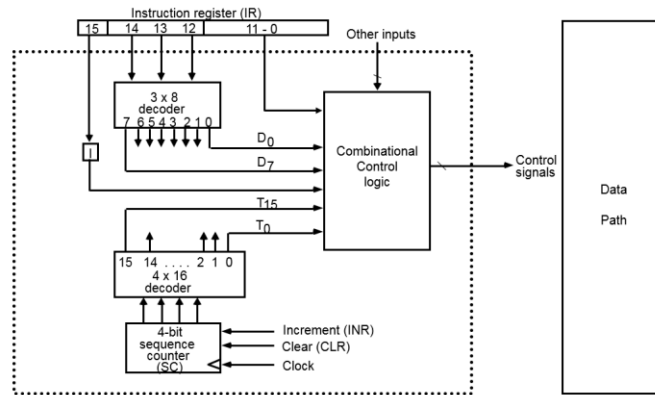 Instruction register (IR)
15 14 13 12 11 - 0
Other inputs
3 x 8
decoder
7 6 5 4 3 2 1 0
D0
I
D7
Combinational
Control
logic
Control
signals
Data
Path
T15
T0
15 14 . . . . 2 1 0
4 x 16
decoder
4-bit
sequence
counter
(SC)
Increment (INR)
Clear (CLR)
Clock